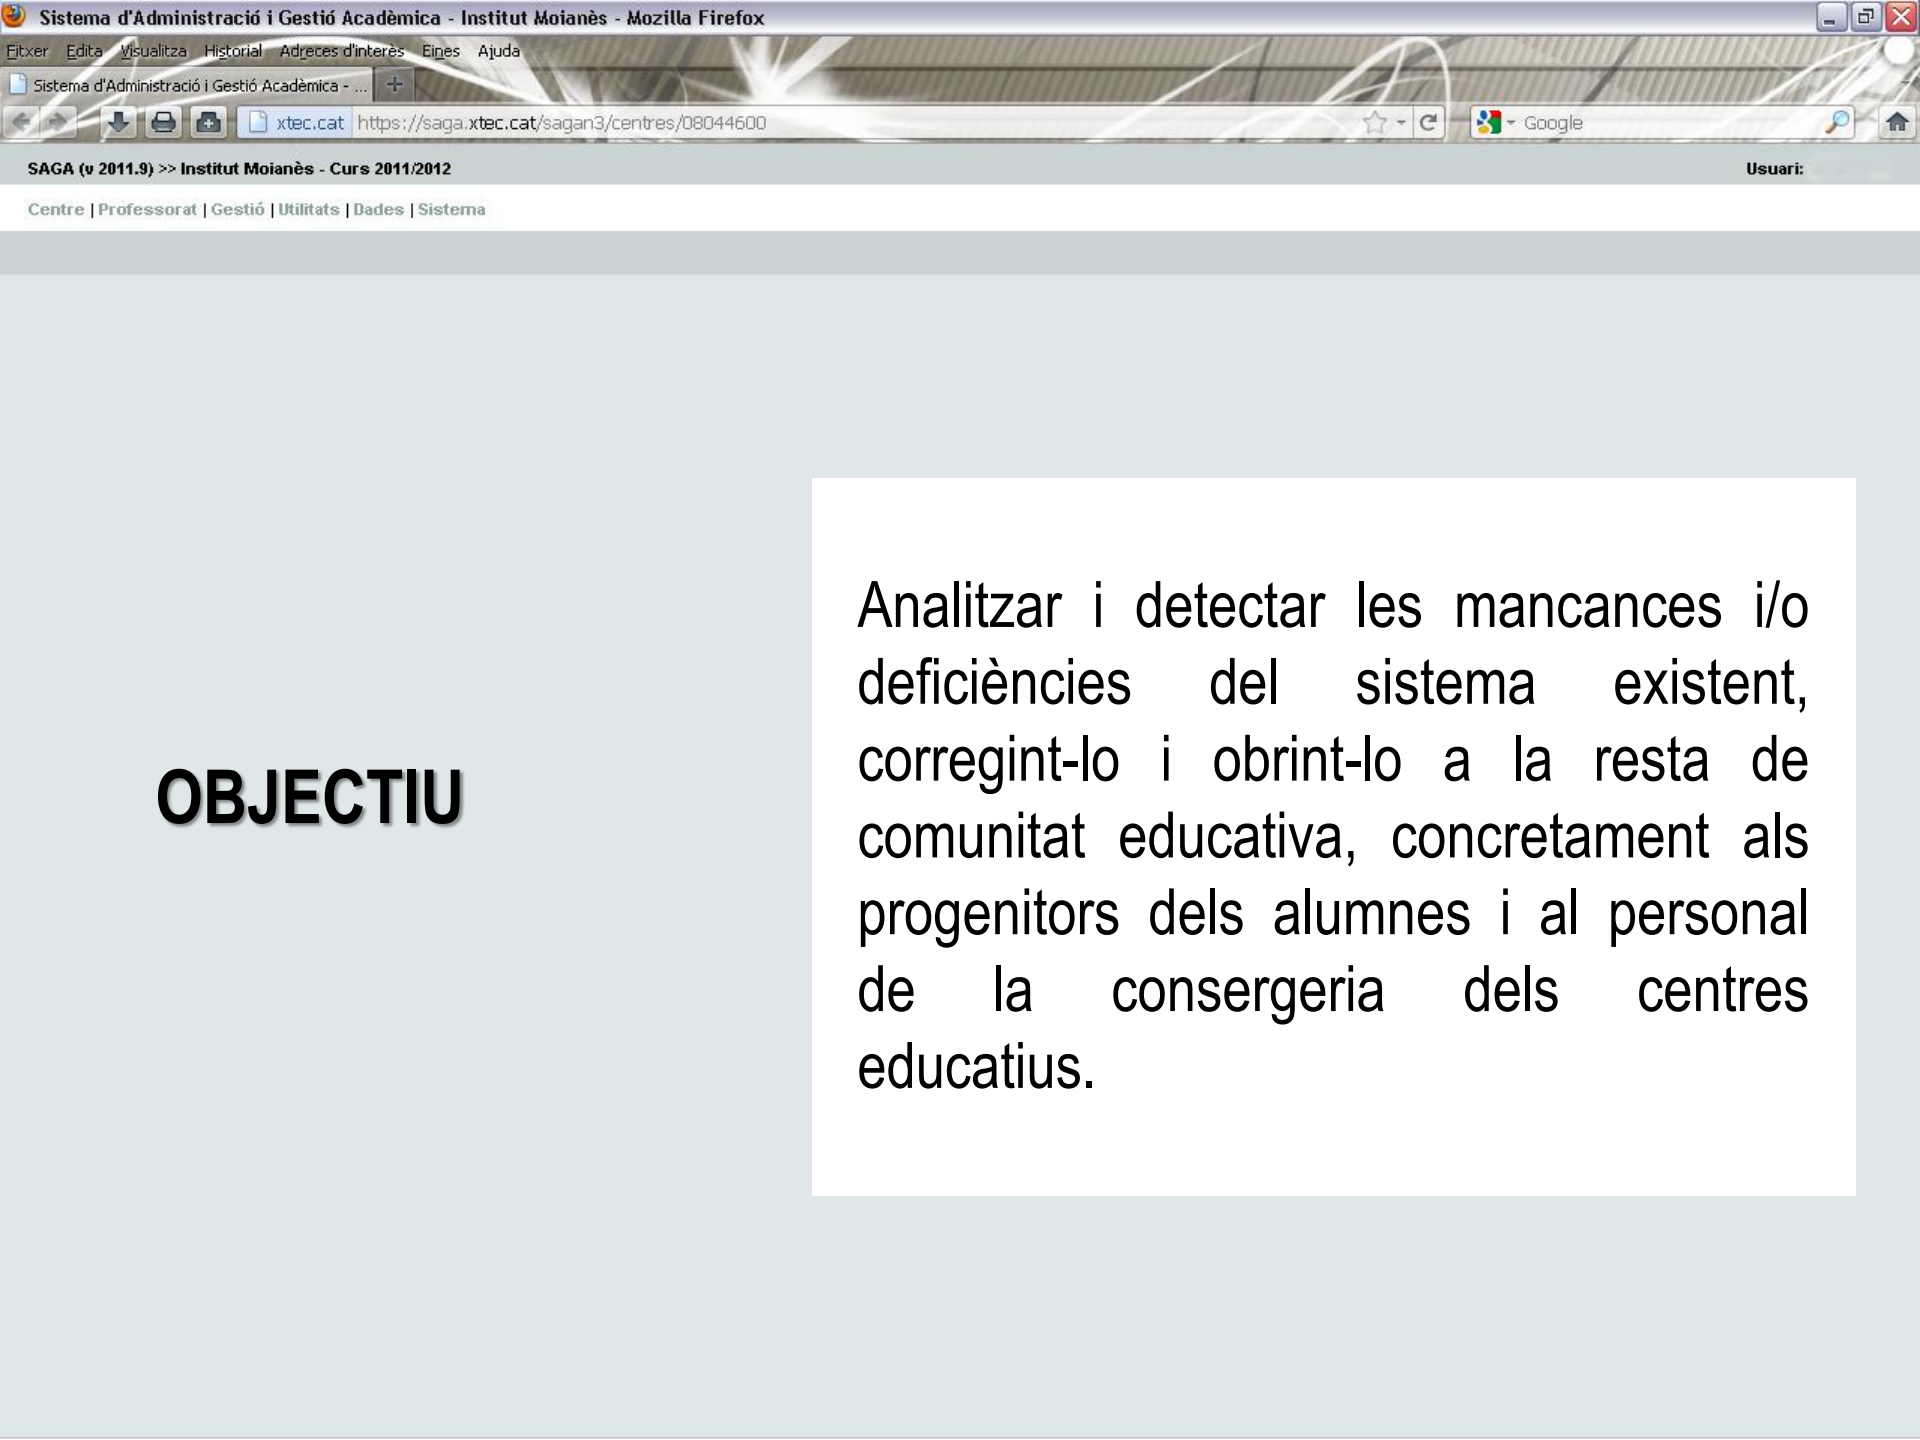 Sistema d'Administració i Gestió Acadèmica - Institut Moianès - Mozilla Firefox
Fitxer Edita Visualitza Historial Adreces d'interès Eines Ajuda
Sistema d'Administració i Gestió Acadèmica - ...
xtec.cat https://saga.xtec.cat/sagan3/centres/08044600 Google
SAGA (v 2011.9) >> Institut Moianès - Curs 2011/2012 Usuari:
Centre | Professorat | Gestió | Utilitats | Dades | Sistema
OBJECTIU
Analitzar i detectar les mancances i/o
deficiències del sistema existent,
corregint-lo i obrint-lo a la resta de
comunitat educativa, concretament als
progenitors dels alumnes i al personal
de la consergeria dels centres
educatius.